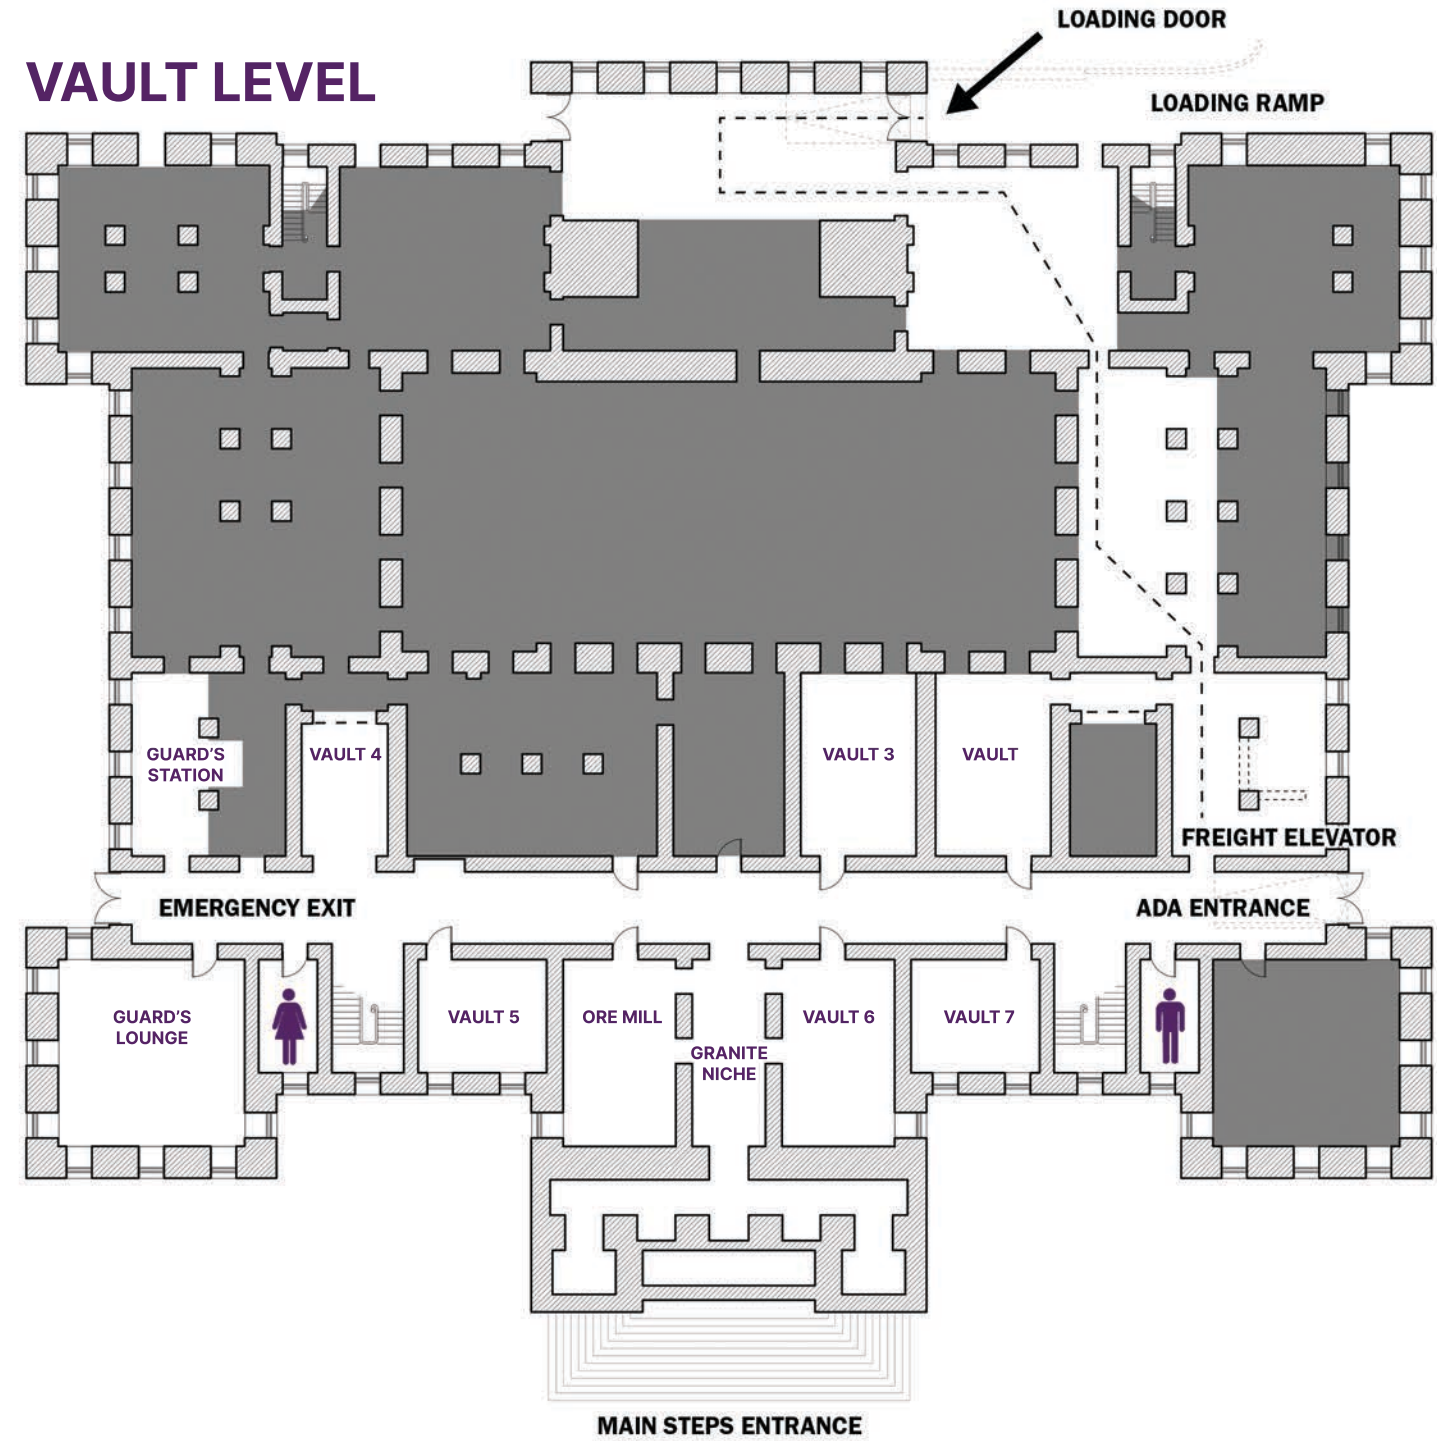 LOADING DOOR
VAULT LEVEL
LOADING RAMP
GUARD'S
STATION
VAULT 4
VAULT 3
VAULT
FREIGHT ELEVATOR
EMERGENCY EXIT
ADA ENTRANCE
GUARD'S
LOUNGE
VAULT 5
ORE MILL
VAULT 6
VAULT 7
GRANITE
NICHE
MAIN STEPS ENTRANCE